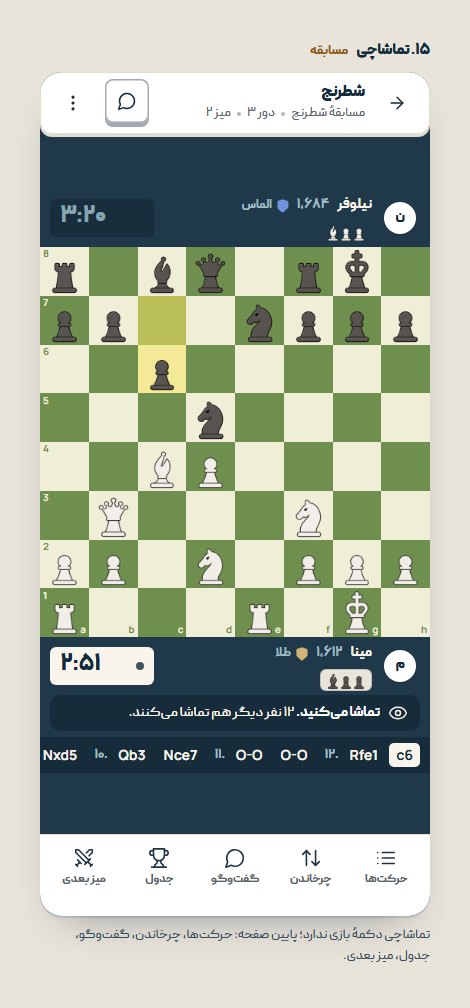 ۱۵. تماشاچی مسابقه
شطرنج
مسابقهٔ شطرنج • دور ۳ • میز ۲
ن
نیلوفر ۱٬۶۸۴ الماس
۳:۲۰
8
7
6
5
4
3
2
1
a b c d e f g h
م
مینا ۱٬۶۱۲ طلا
۲:۵۱
تماشا می‌کنید. ۱۲ نفر دیگر هم تماشا می‌کنند.
Nxd5 ۱۰. Qb3 Nce7 ۱۱. O-O O-O ۱۲. Rfe1 c6
حرکت‌ها
چرخاندن
گفت‌وگو
جدول
میز بعدی
تماشاچی دکمهٔ بازی ندارد؛ پایین صفحه: حرکت‌ها، چرخاندن، گفت‌وگو،
جدول، میز بعدی.